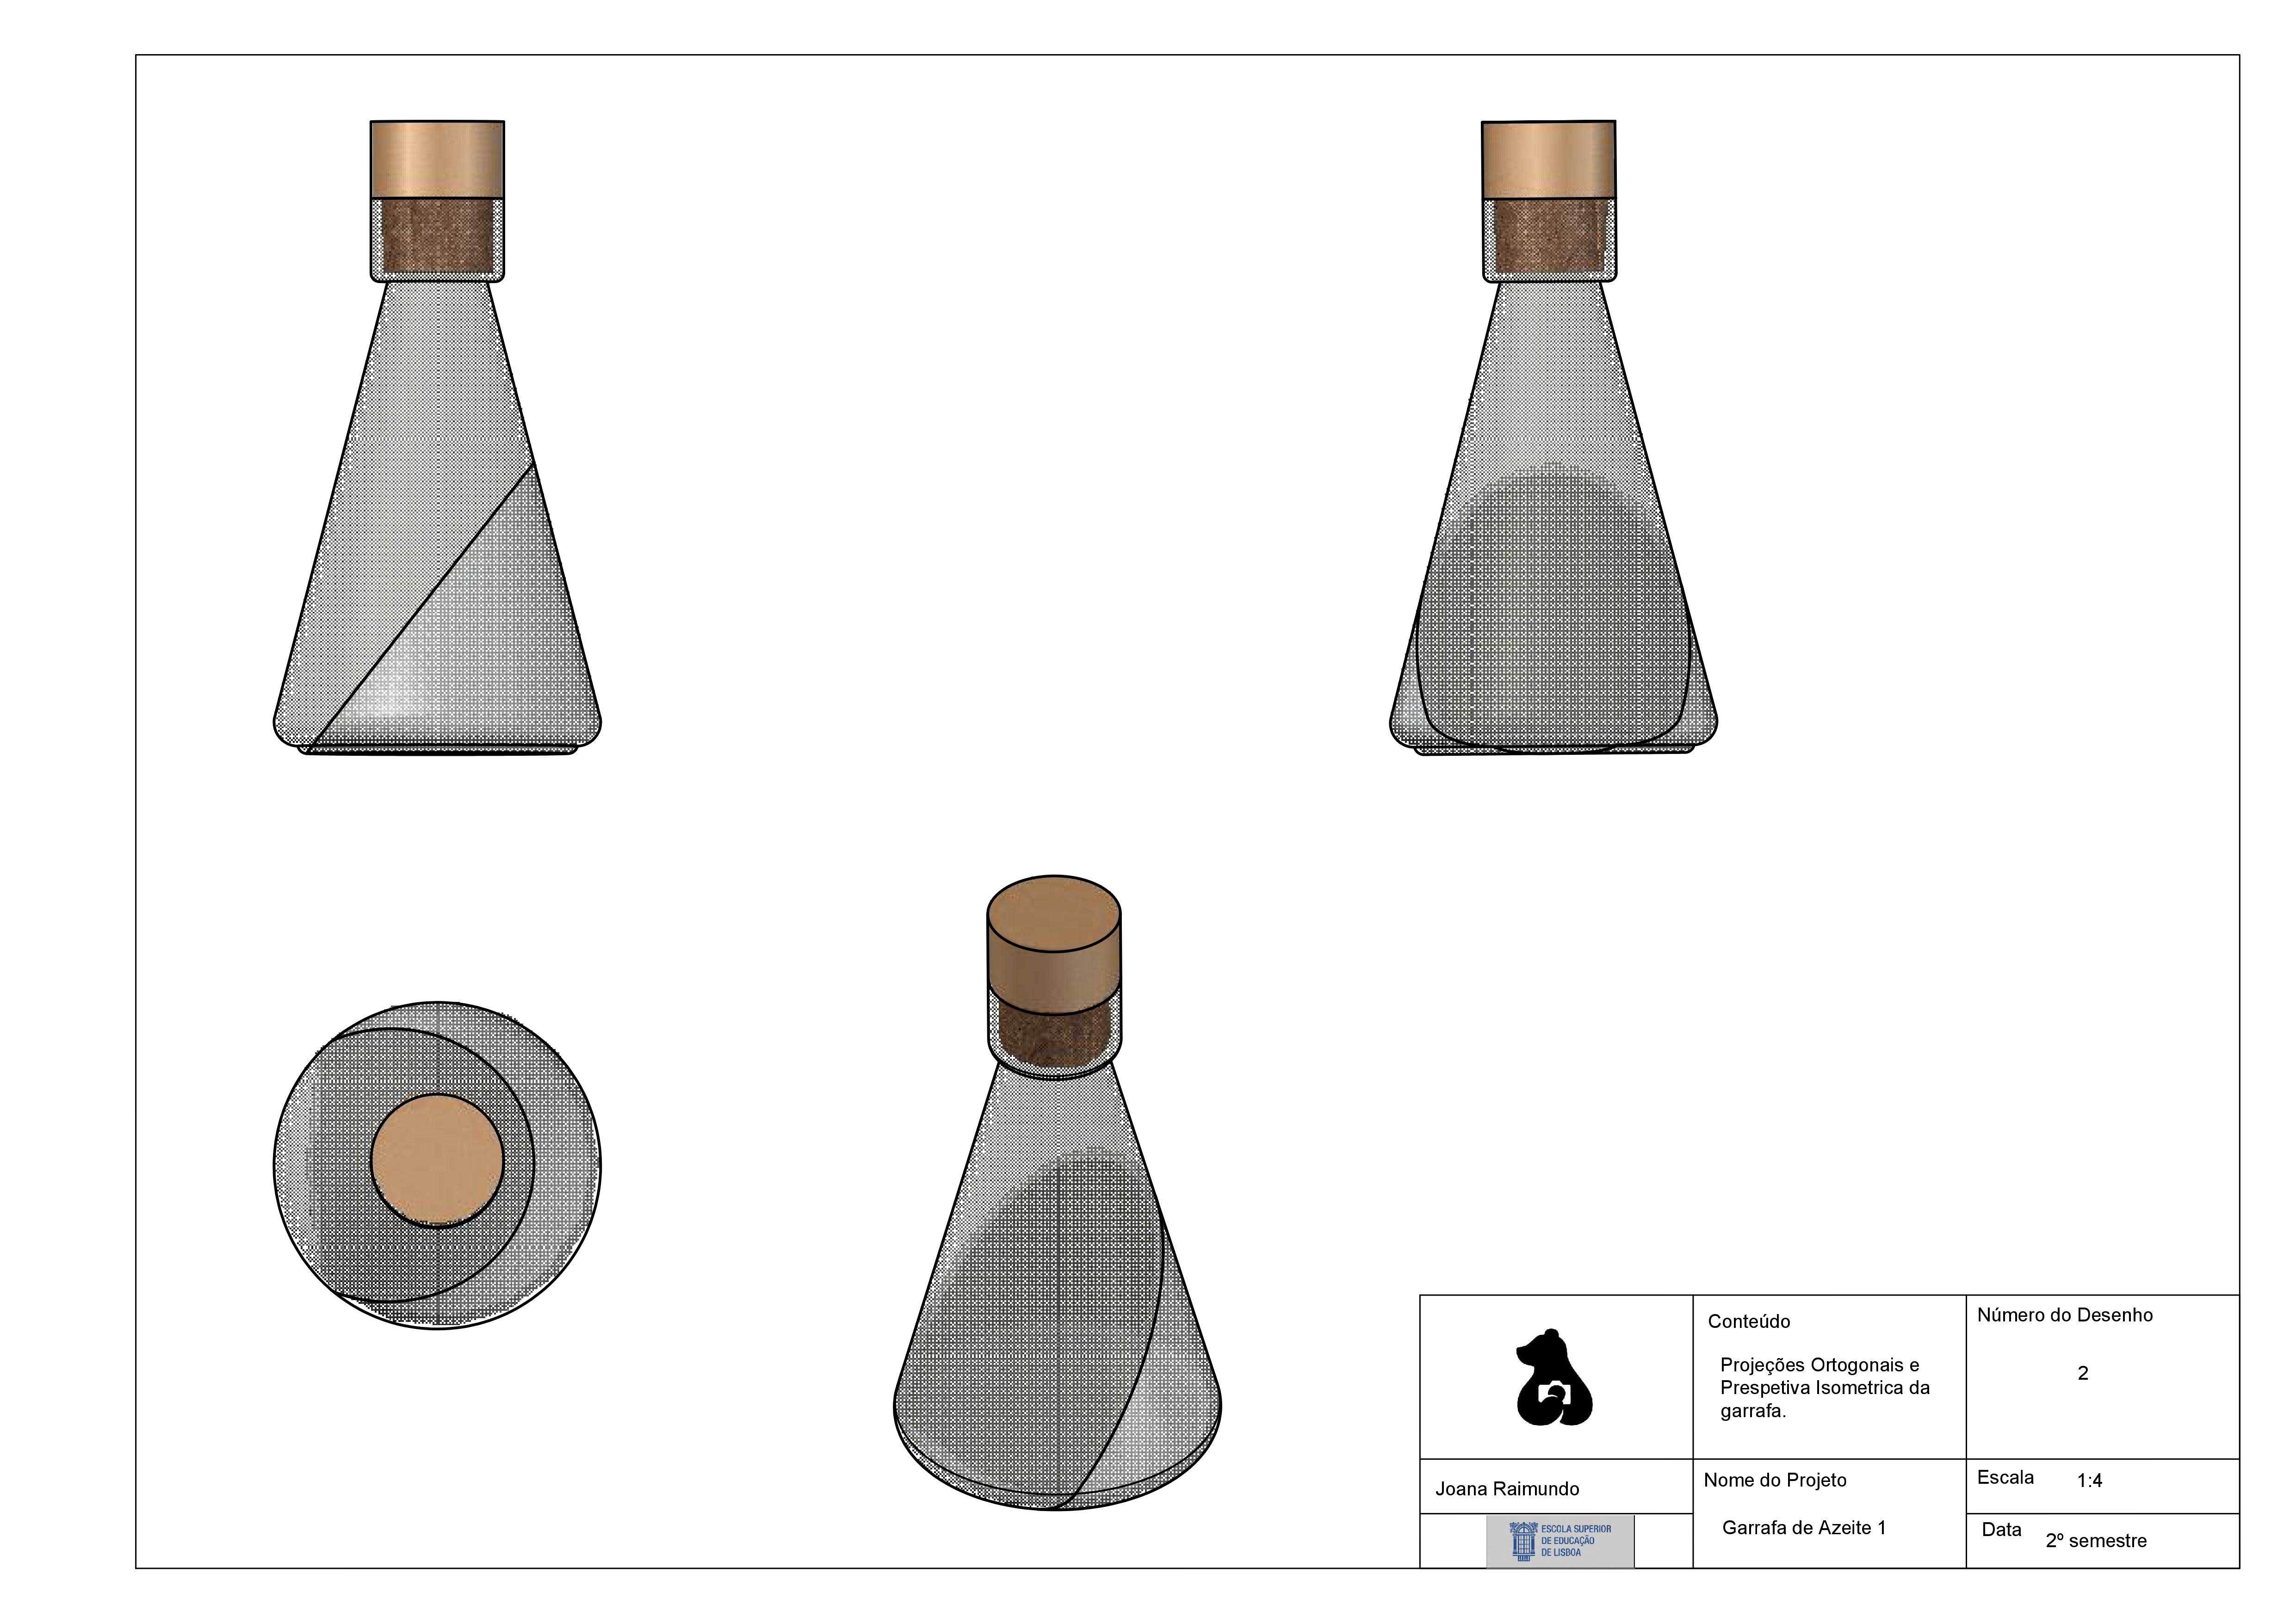 Conteúdo
Projeções Ortogonais e
Prespetiva Isometrica da
garrafa.
Número do Desenho
2
Joana Raimundo
Nome do Projeto
Garrafa de Azeite 1
Escala 1:4
Data 2º semestre
ESCOLA SUPERIOR
DE EDUCAÇÃO
DE LISBOA